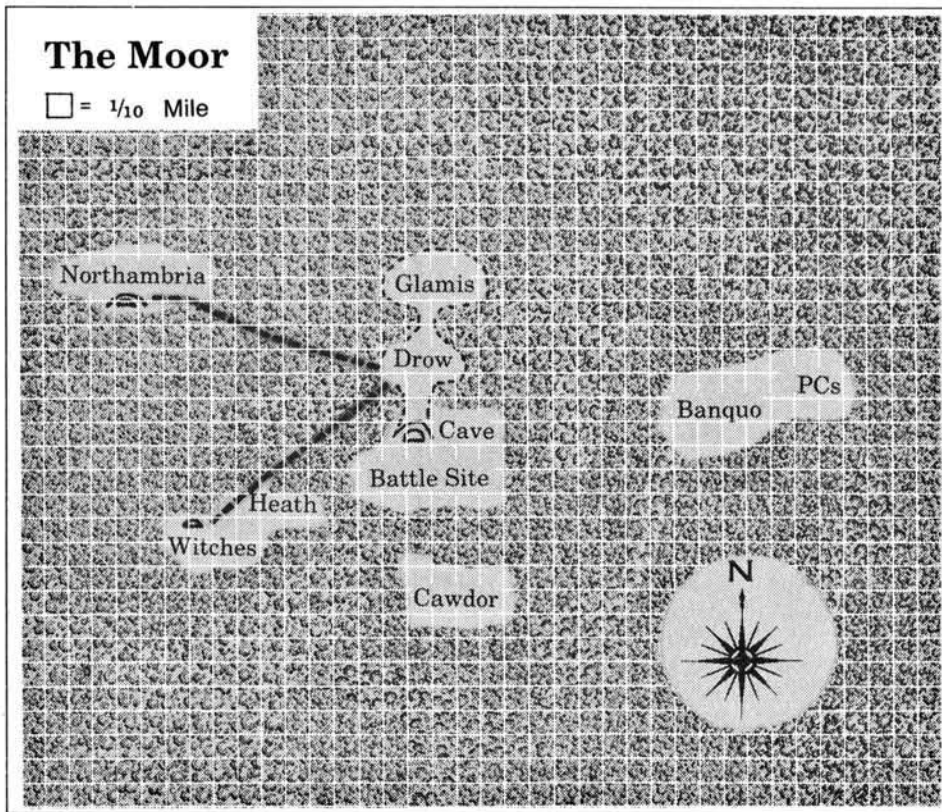 The Moor
= 1/10 Mile
Northambria
Glamis
Drow
PCs
Banquo
Cave
Battle Site
Heath
Witches
N
Cawdor